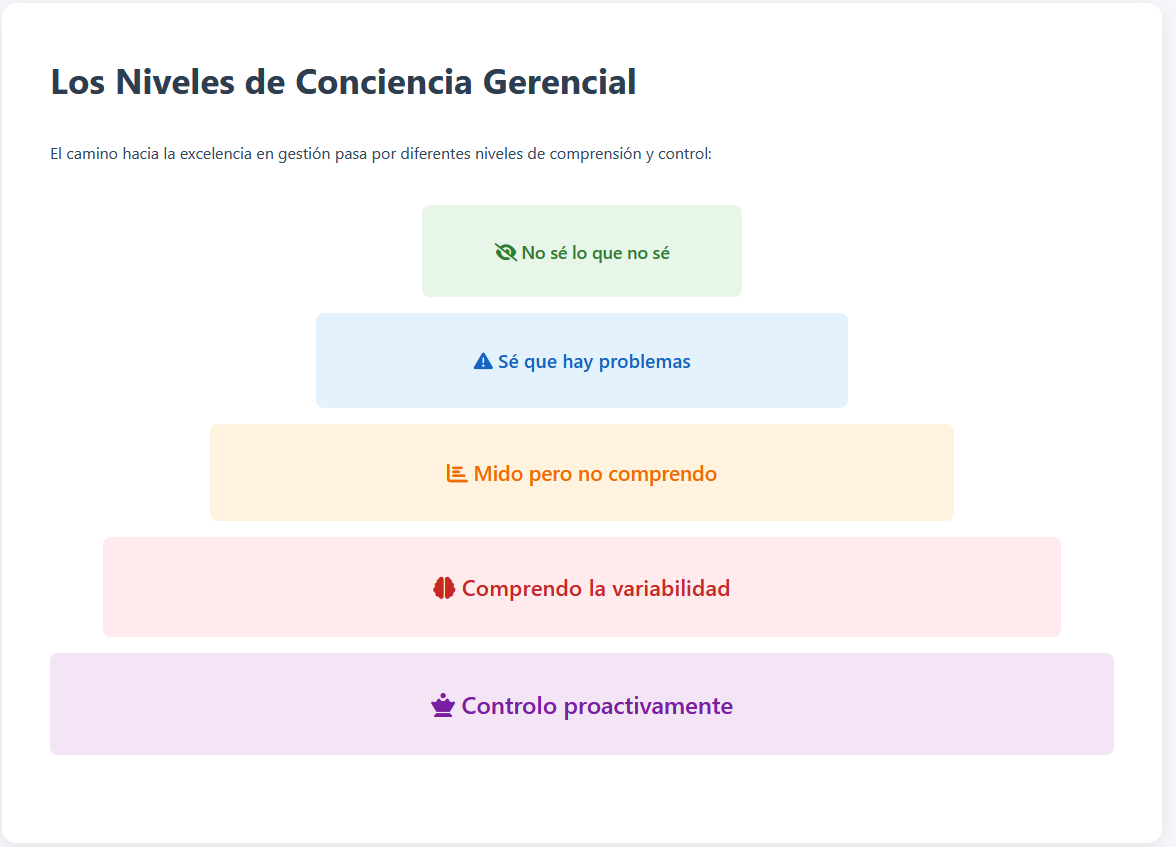 Los Niveles de Conciencia Gerencial
El camino hacia la excelencia en gestión pasa por diferentes niveles de comprensión y control:
No sé lo que no sé
Sé que hay problemas
Mido pero no comprendo
Comprendo la variabilidad
Controlo proactivamente